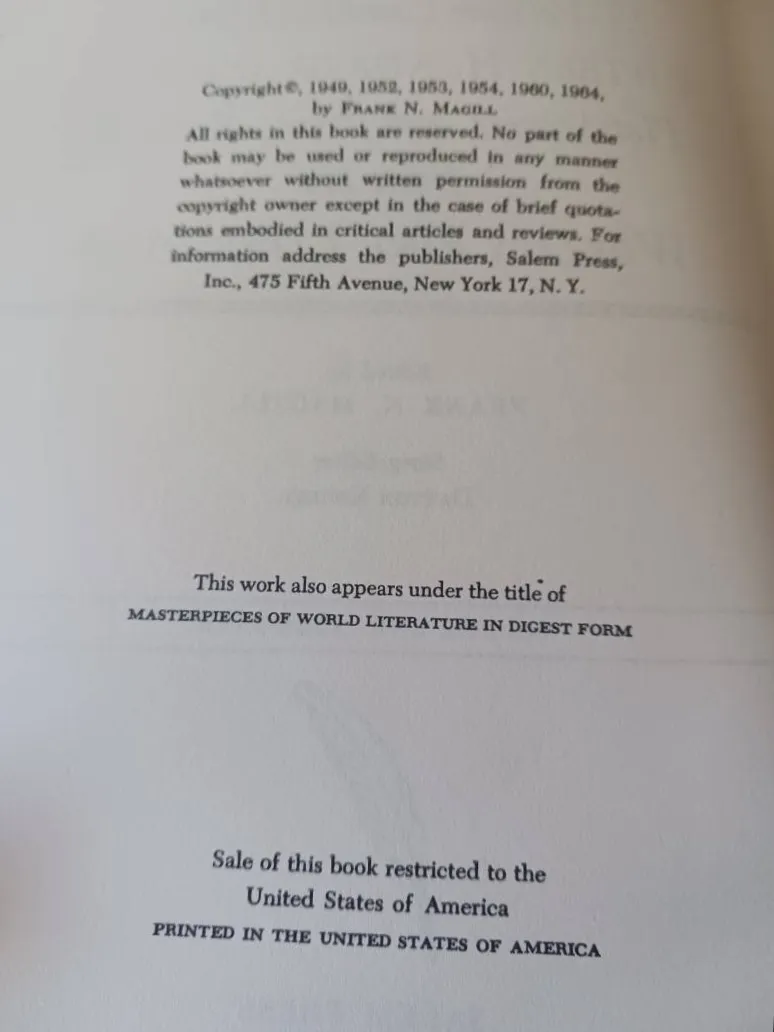 Copyright ©, 1949, 1952, 1953, 1954, 1960, 1964,
by Frank N. Magill
All rights in this book are reserved. No part of the
book may be used or reproduced in any manner
whatsoever without written permission from the
copyright owner except in the case of brief quota-
tions embodied in critical articles and reviews. For
information address the publishers, Salem Press,
Inc., 475 Fifth Avenue, New York 17, N. Y.
This work also appears under the title of
MASTERPIECES OF WORLD LITERATURE IN DIGEST FORM
Sale of this book restricted to the
United States of America
PRINTED IN THE UNITED STATES OF AMERICA